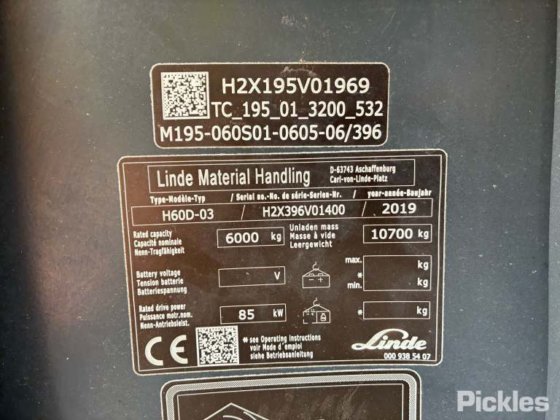 H2X195V01969
TC_195_01_3200_532
M195-060S01-0605-06/396
Linde Material Handling
D-63743 Aschaffenburg
Carl-von-Linde-Platz
Type-Modèle-Typ / Serial no.-No. de série-Serien-Nr. / year-année-Baujahr
H60D-03 / H2X396V01400 / 2019
Rated capacity
Capacité nominale
Nenn-Tragfähigkeit
6000 kg
Unladen mass
Masse à vide
Leergewicht
10700 kg
Battery voltage
Tension batterie
Batteriespannung
V
max.
*
min.
kg
kg
Rated drive power
Puissance motr.nom.
Nenn-Antriebsleist.
85 kW
* kg
CE
* see Operating Instructions
voir Mode d'emploi
siehe Betriebsanleitung
Linde
000 938 54 07
Pickles